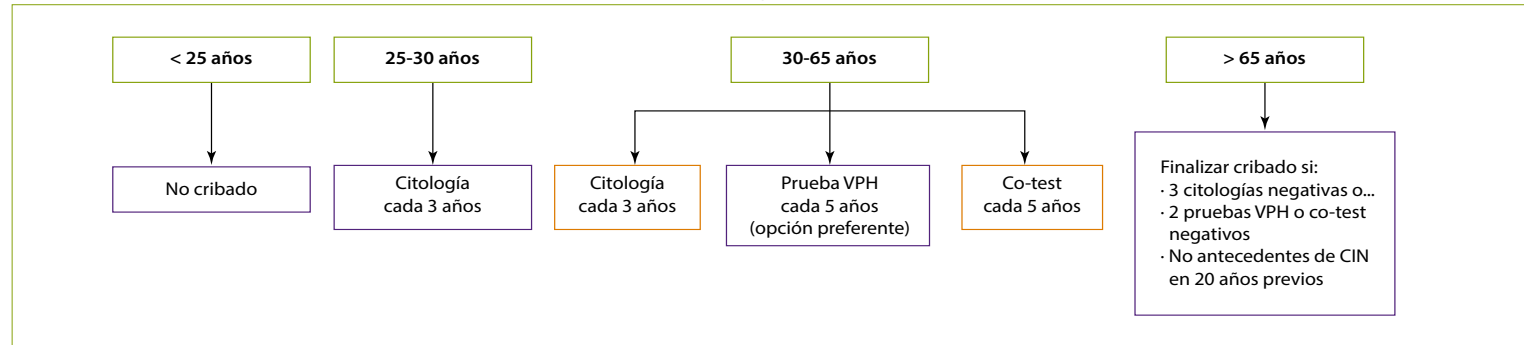 < 25 años
No cribado
25-30 años
Citología
cada 3 años
30-65 años
Citología
cada 3 años
Prueba VPH
cada 5 años
(opción preferente)
Co-test
cada 5 años
> 65 años
Finalizar cribado si:
· 3 citologías negativas o...
· 2 pruebas VPH o co-test
negativos
· No antecedentes de CIN
en 20 años previos